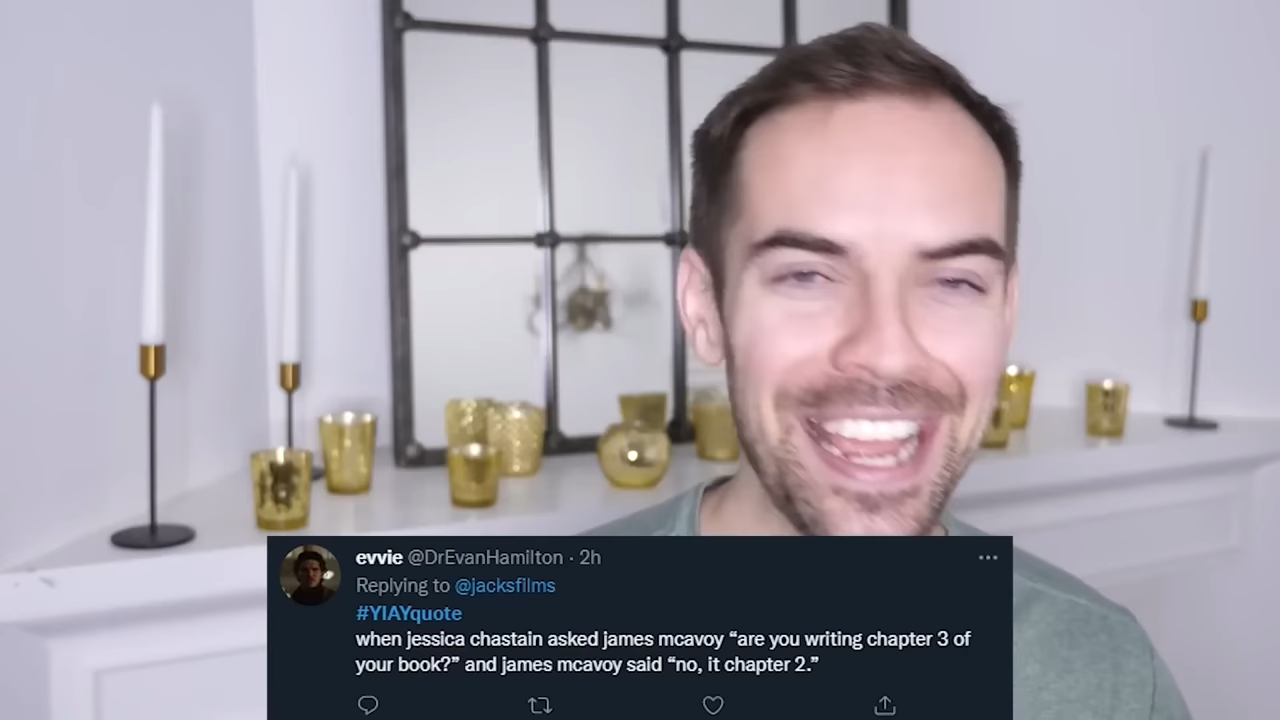 evvie @DrEvanHamilton · 2h
Replying to @jacksfilms
#YIAYquote
when jessica chastain asked james mcavoy “are you writing chapter 3 of
your book?” and james mcavoy said “no, it chapter 2.”